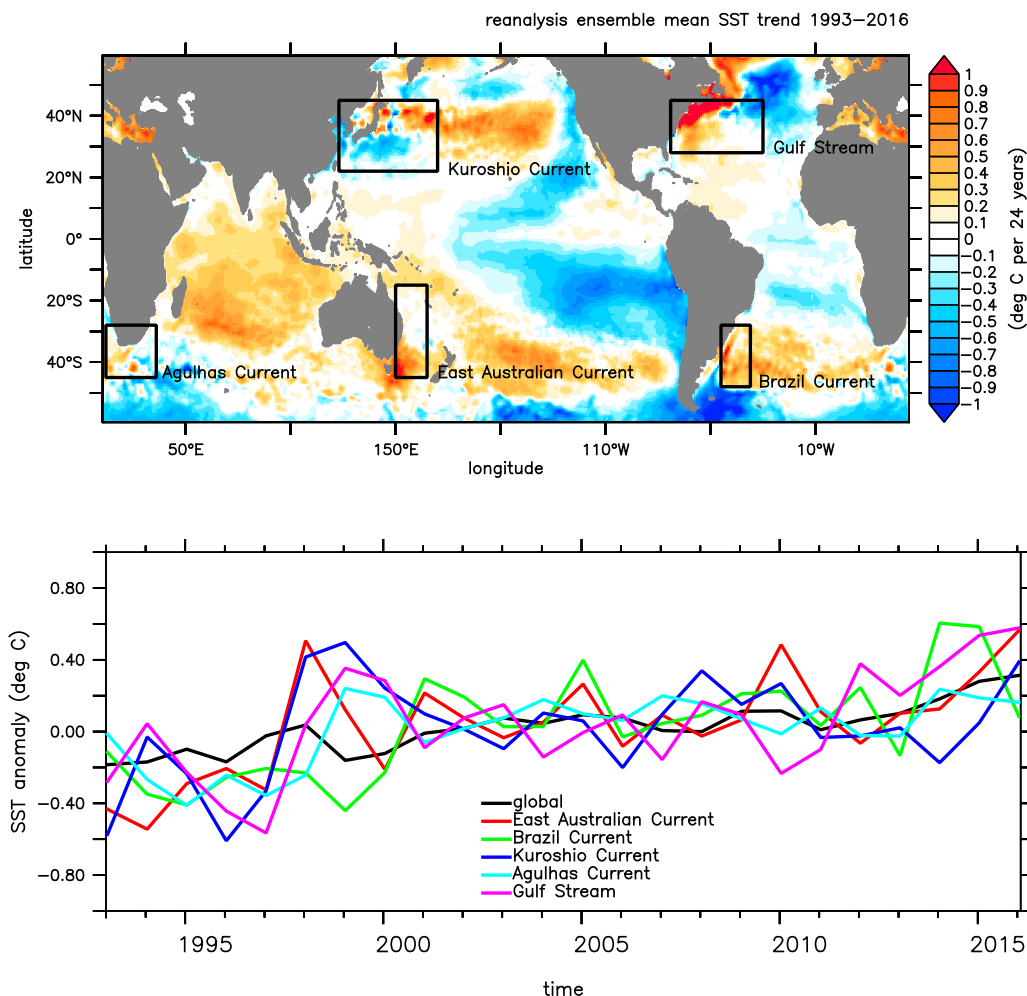 reanalysis ensemble mean SST trend 1993−2016
40°N
20°N
0°
20°S
40°S
latitude
50°E
150°E
110°W
10°W
longitude
Kuroshio Current
Gulf Stream
Agulhas Current
East Australian Current
Brazil Current
1
0.9
0.8
0.7
0.6
0.5
0.4
0.3
0.2
0.1
0
−0.1
−0.2
−0.3
−0.4
−0.5
−0.6
−0.7
−0.8
−0.9
−1
(deg C per 24 years)
0.80
0.40
0.00
−0.40
−0.80
SST anomaly (deg C)
global
East Australian Current
Brazil Current
Kuroshio Current
Agulhas Current
Gulf Stream
1995
2000
2005
2010
2015
time